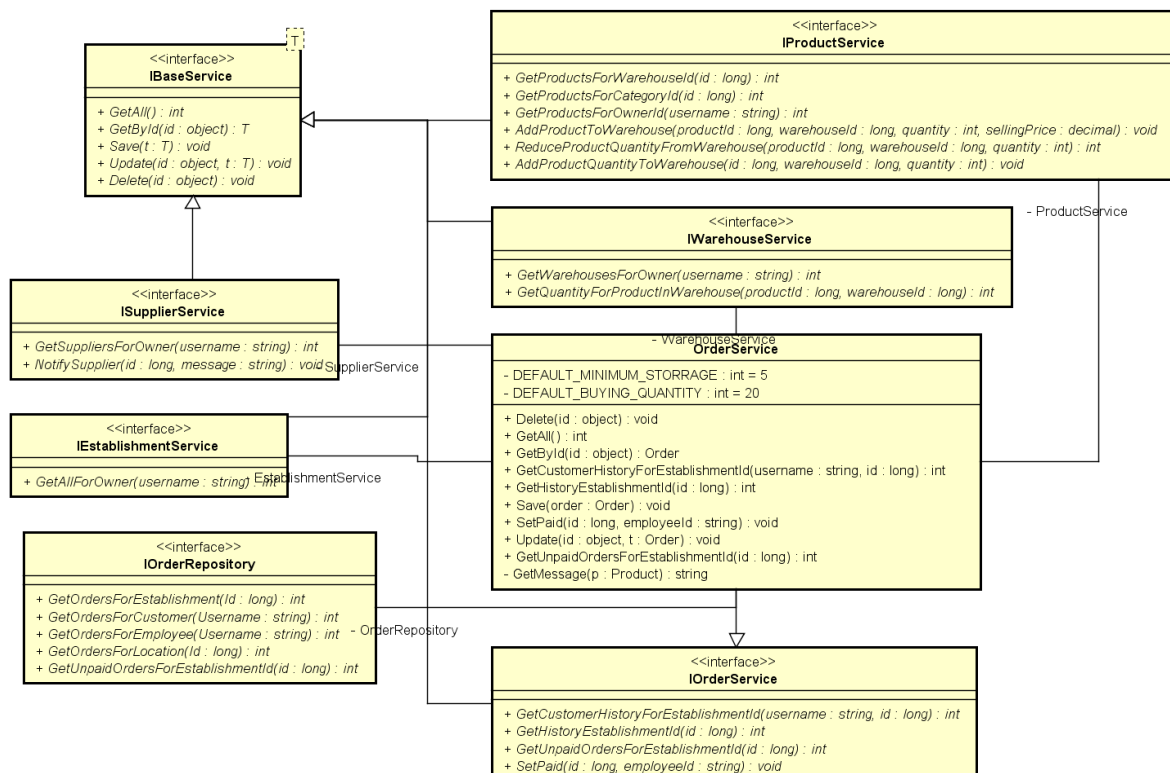 T
<<interface>>
IBaseService
+ GetAll() : int
+ GetById(id : object) : T
+ Save(t : T) : void
+ Update(id : object, t : T) : void
+ Delete(id : object) : void
<<interface>>
IProductService
+ GetProductsForWarehouseId(id : long) : int
+ GetProductsForCategoryId(id : long) : int
+ GetProductsForOwnerId(username : string) : int
+ AddProductToWarehouse(productId : long, warehouseId : long, quantity : int, sellingPrice : decimal) : void
+ ReduceProductQuantityFromWarehouse(productId : long, warehouseId : long, quantity : int) : int
+ AddProductQuantityToWarehouse(id : long, warehouseId : long, quantity : int) : void
- ProductService
<<interface>>
IWarehouseService
+ GetWarehousesForOwner(username : string) : int
+ GetQuantityForProductInWarehouse(productId : long, warehouseId : long) : int
- WarehouseService
<<interface>>
ISupplierService
+ GetSuppliersForOwner(username : string) : int
+ NotifySupplier(id : long, message : string) : void
- SupplierService
OrderService
- DEFAULT_MINIMUM_STORRAGE : int = 5
- DEFAULT_BUYING_QUANTITY : int = 20
+ Delete(id : object) : void
+ GetAll() : int
+ GetById(id : object) : Order
+ GetCustomerHistoryForEstablishmentId(username : string, id : long) : int
+ GetHistoryEstablishmentId(id : long) : int
+ Save(order : Order) : void
+ SetPaid(id : long, employeeId : string) : void
+ Update(id : object, t : Order) : void
+ GetUnpaidOrdersForEstablishmentId(id : long) : int
- GetMessage(p : Product) : string
<<interface>>
IEstablishmentService
+ GetAllForOwner(username : string) : int
- EstablishmentService
<<interface>>
IOrderRepository
+ GetOrdersForEstablishment(Id : long) : int
+ GetOrdersForCustomer(Username : string) : int
+ GetOrdersForEmployee(Username : string) : int
+ GetOrdersForLocation(Id : long) : int
+ GetUnpaidOrdersForEstablishmentId(id : long) : int
- OrderRepository
<<interface>>
IOrderService
+ GetCustomerHistoryForEstablishmentId(username : string, id : long) : int
+ GetHistoryEstablishmentId(id : long) : int
+ GetUnpaidOrdersForEstablishmentId(id : long) : int
+ SetPaid(id : long, employeeId : string) : void